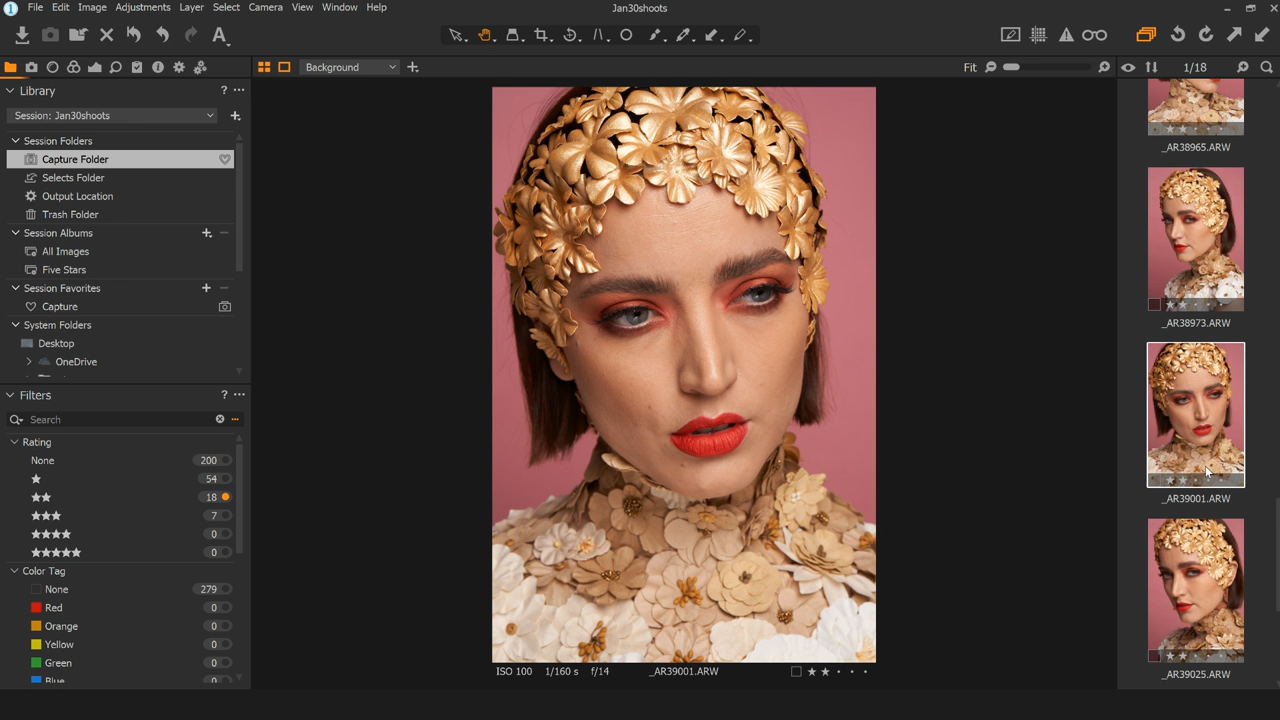 File Edit Image Adjustments Layer Select Camera View Window Help
Jan30shoots
Background
Fit
1/18
Library
?
Session: Jan30shoots
Session Folders
Capture Folder
Selects Folder
Output Location
Trash Folder
Session Albums
All Images
Five Stars
Session Favorites
Capture
System Folders
Desktop
OneDrive
Filters
?
Search
Rating
None 200
★ 54
★★ 18
★★★ 7
★★★★ 0
★★★★★ 0
Color Tag
None 279
Red 0
Orange 0
Yellow 0
Green 0
Blue 0
ISO 100 1/160 s f/14 _AR39001.ARW
_AR38965.ARW
_AR38973.ARW
_AR39001.ARW
_AR39025.ARW